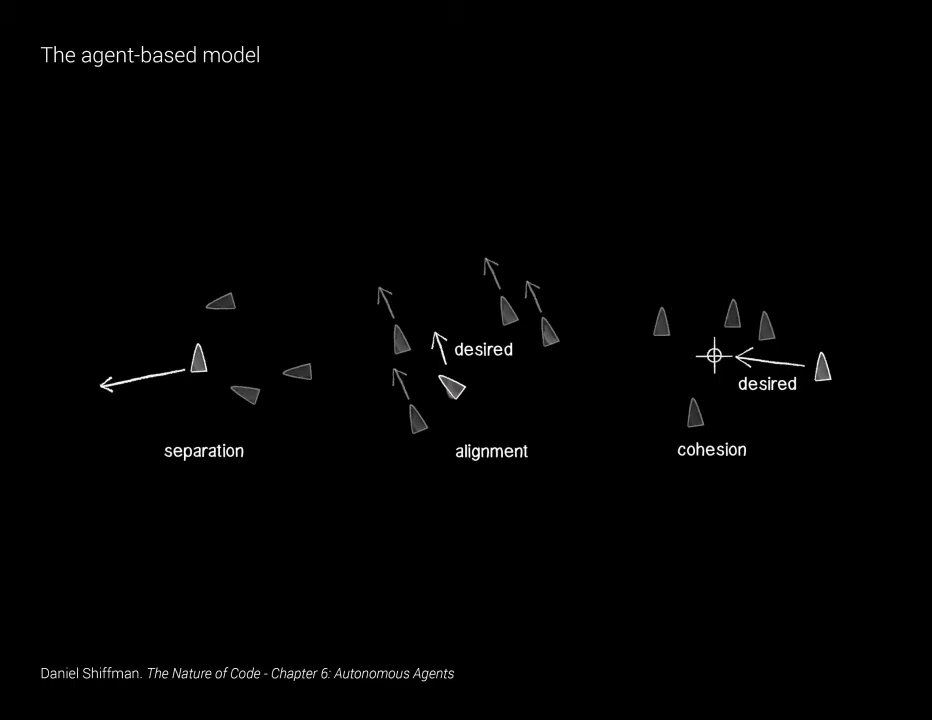 The agent-based model
desired
desired
separation
alignment
cohesion
Daniel Shiffman. The Nature of Code - Chapter 6: Autonomous Agents